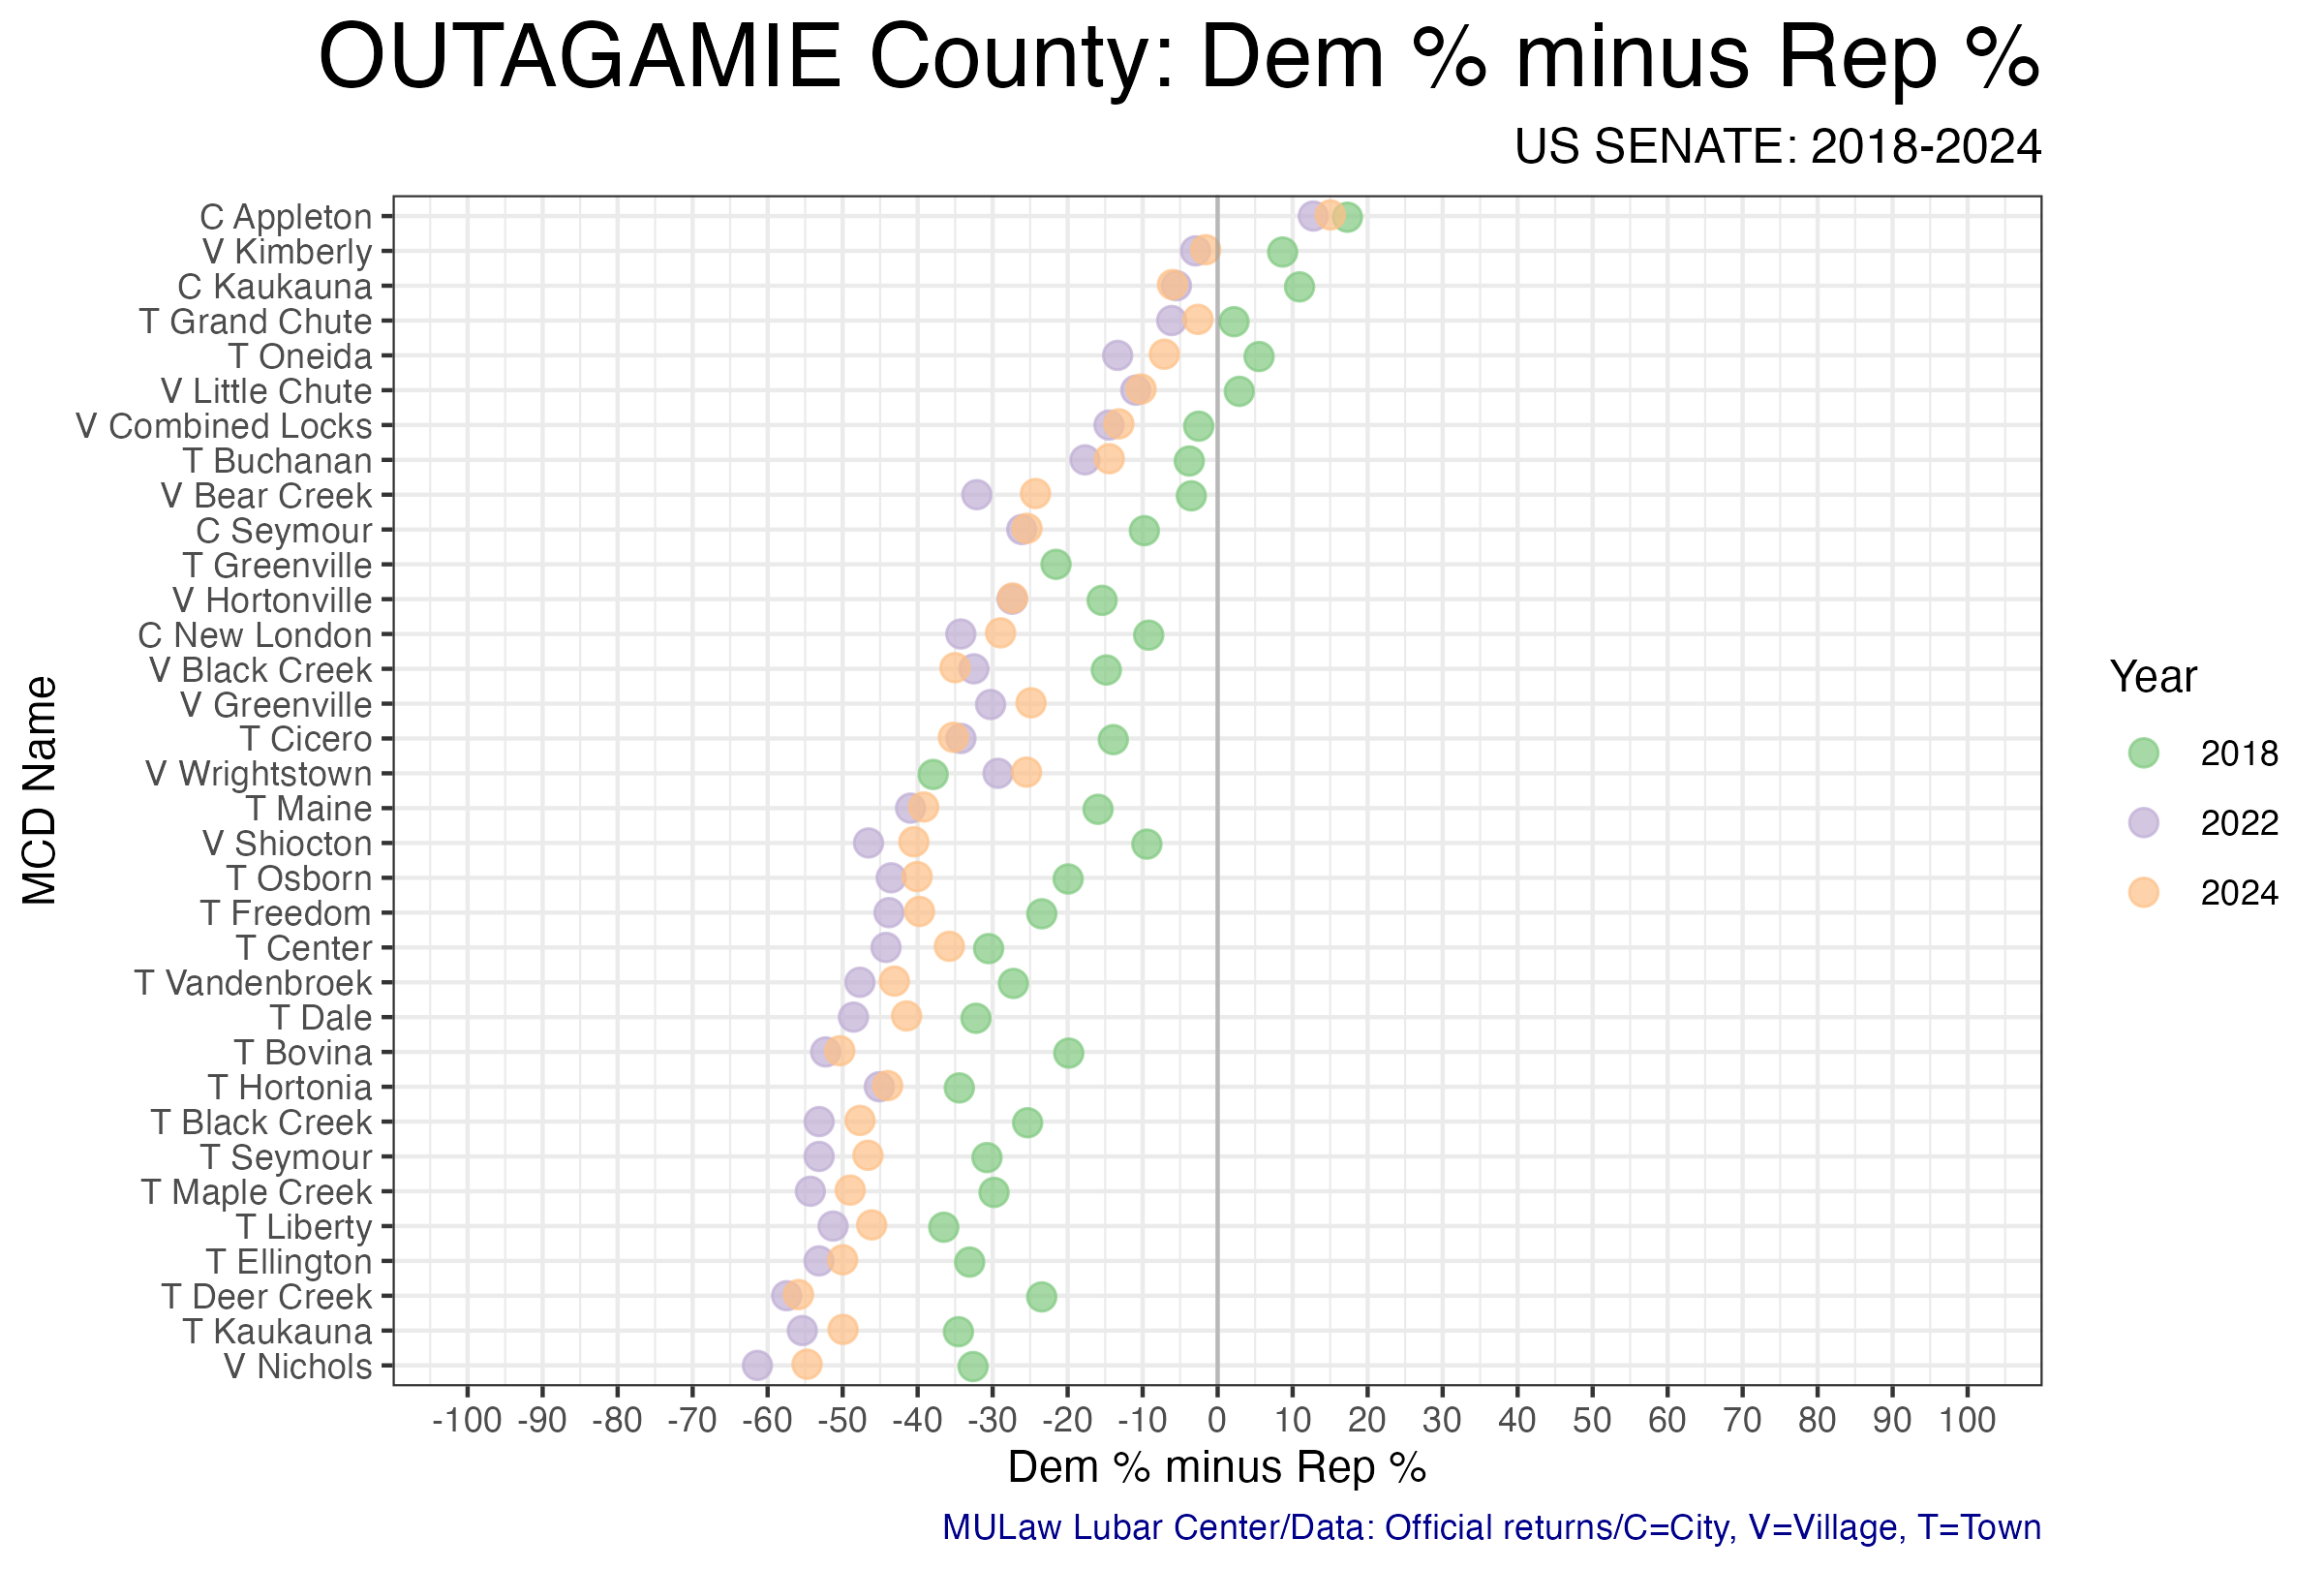 OUTAGAMIE County: Dem % minus Rep %
US SENATE: 2018-2024
MCD Name
C Appleton
V Kimberly
C Kaukauna
T Grand Chute
T Oneida
V Little Chute
V Combined Locks
T Buchanan
V Bear Creek
C Seymour
T Greenville
V Hortonville
C New London
V Black Creek
V Greenville
T Cicero
V Wrightstown
T Maine
V Shiocton
T Osborn
T Freedom
T Center
T Vandenbroek
T Dale
T Bovina
T Hortonia
T Black Creek
T Seymour
T Maple Creek
T Liberty
T Ellington
T Deer Creek
T Kaukauna
V Nichols
-100 -90 -80 -70 -60 -50 -40 -30 -20 -10 0 10 20 30 40 50 60 70 80 90 100
Dem % minus Rep %
Year
2018
2022
2024
MULaw Lubar Center/Data: Official returns/C=City, V=Village, T=Town